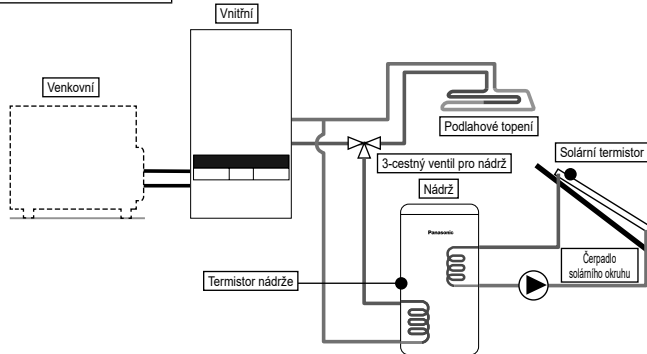 Vnitřní
Venkovní
Podlahové topení
Solární termistor
3-cestný ventil pro nádrž
Nádrž
Panasonic
Čerpadlo
solárního okruhu
Termistor nádrže